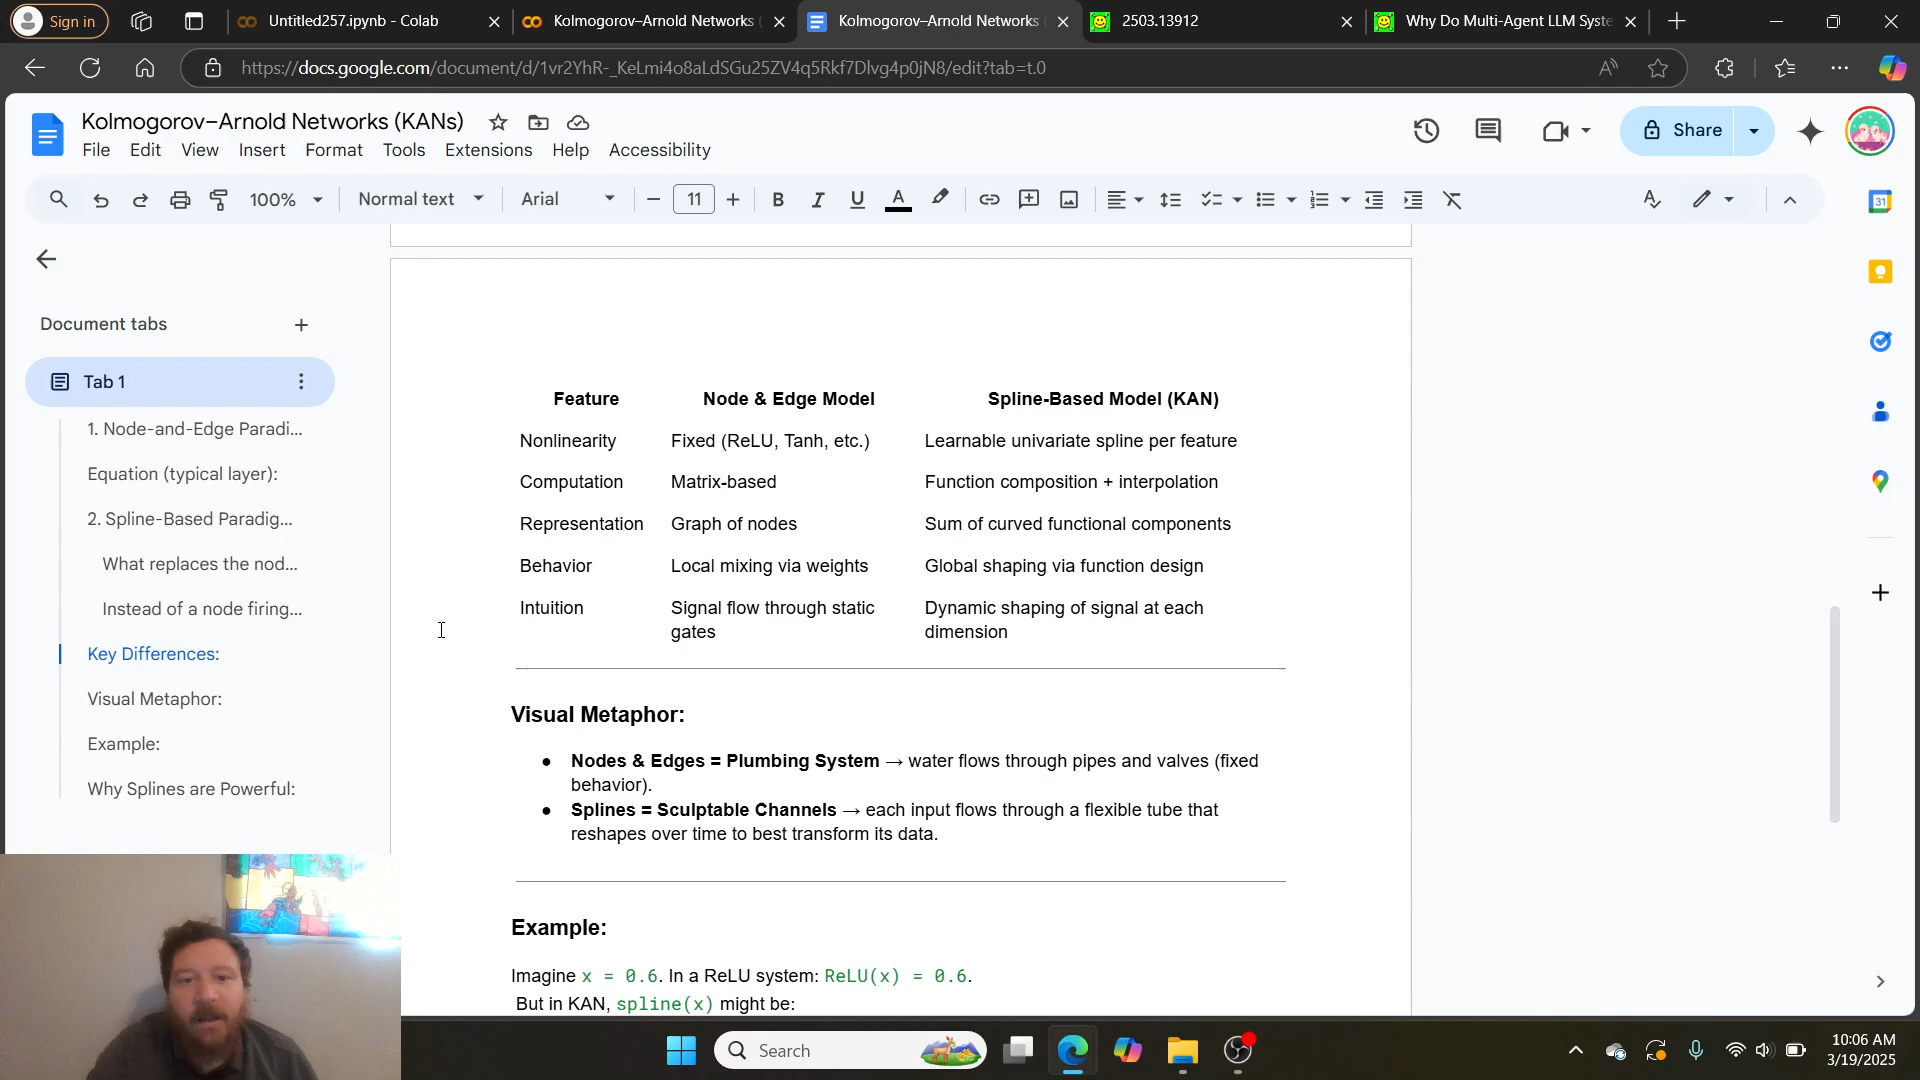 Sign in
Untitled257.ipynb - Colab
Kolmogorov–Arnold Networks (
Kolmogorov–Arnold Networks
2503.13912
Why Do Multi-Agent LLM Syste
https://docs.google.com/document/d/1vr2YhR-_KeLmi4o8aLdSGu25ZV4q5Rkf7Dlvg4p0jN8/edit?tab=t.0
Kolmogorov–Arnold Networks (KANs)
File Edit View Insert Format Tools Extensions Help Accessibility
Share
100% Normal text Arial 11
B I U A
31
Document tabs
Tab 1
1. Node-and-Edge Paradi...
Equation (typical layer):
2. Spline-Based Paradig...
What replaces the nod...
Instead of a node firing...
Key Differences:
Visual Metaphor:
Example:
Why Splines are Powerful:
Feature Node & Edge Model Spline-Based Model (KAN)
Nonlinearity Fixed (ReLU, Tanh, etc.) Learnable univariate spline per feature
Computation Matrix-based Function composition + interpolation
Representation Graph of nodes Sum of curved functional components
Behavior Local mixing via weights Global shaping via function design
Intuition Signal flow through static Dynamic shaping of signal at each
gates dimension
Visual Metaphor:
● Nodes & Edges = Plumbing System → water flows through pipes and valves (fixed
behavior).
● Splines = Sculptable Channels → each input flows through a flexible tube that
reshapes over time to best transform its data.
Example:
Imagine x = 0.6. In a ReLU system: ReLU(x) = 0.6.
But in KAN, spline(x) might be:
Search
10:06 AM
3/19/2025